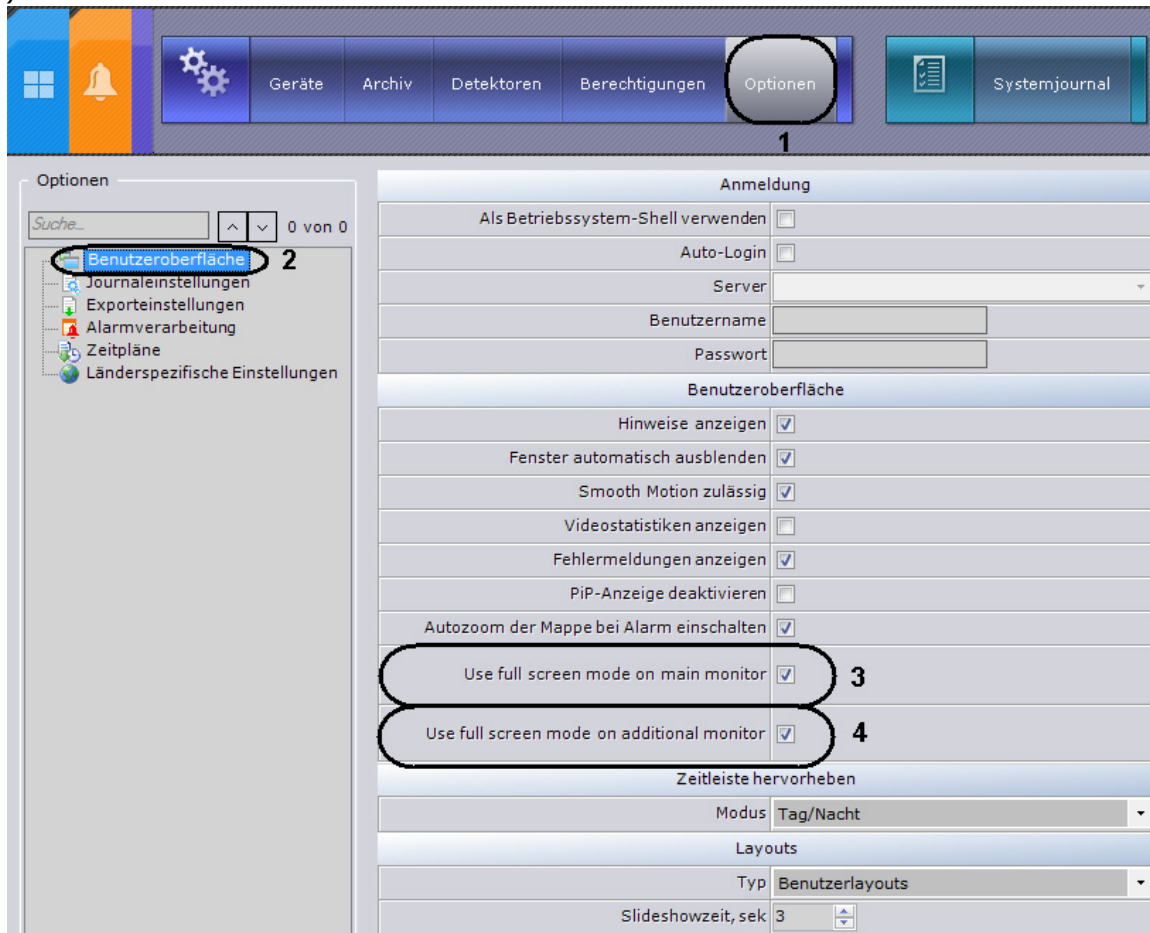 )
Geräte Archiv Detektoren Berechtigungen Optionen Systemjournal
1
Optionen
Suche... 0 von 0
Benutzeroberfläche 2
Journaleinstellungen
Exporteinstellungen
Alarmverarbeitung
Zeitpläne
Länderspezifische Einstellungen
Anmeldung
Als Betriebssystem-Shell verwenden
Auto-Login
Server
Benutzername
Passwort
Benutzeroberfläche
Hinweise anzeigen
Fenster automatisch ausblenden
Smooth Motion zulässig
Videostatistiken anzeigen
Fehlermeldungen anzeigen
PiP-Anzeige deaktivieren
Autozoom der Mappe bei Alarm einschalten
Use full screen mode on main monitor 3
Use full screen mode on additional monitor 4
Zeitleiste hervorheben
Modus Tag/Nacht
Layouts
Typ Benutzerlayouts
Slideshowzeit, sek 3